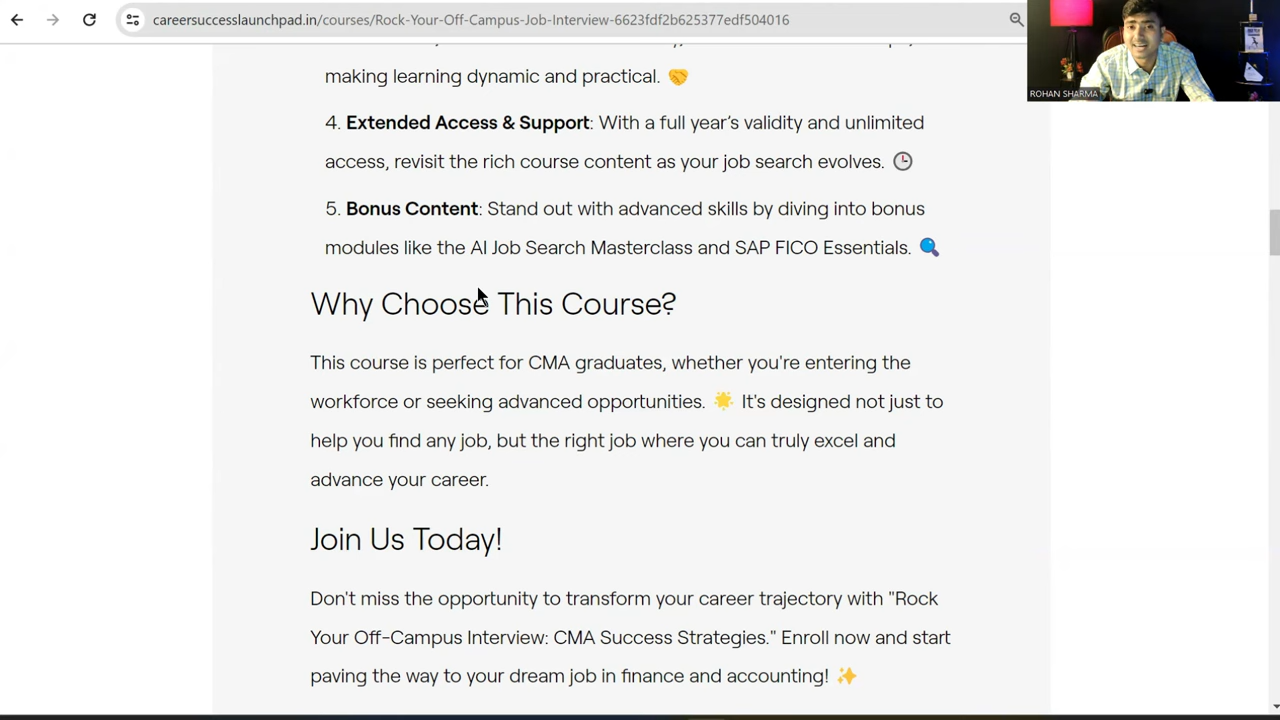 careersuccesslaunchpad.in/courses/Rock-Your-Off-Campus-Job-Interview-6623fdf2b625377edf504016
ROHAN SHARMA
making learning dynamic and practical. 🤝
4. Extended Access & Support: With a full year’s validity and unlimited
access, revisit the rich course content as your job search evolves. 🕒
5. Bonus Content: Stand out with advanced skills by diving into bonus
modules like the AI Job Search Masterclass and SAP FICO Essentials. 🔍
Why Choose This Course?
This course is perfect for CMA graduates, whether you're entering the
workforce or seeking advanced opportunities. 🌟 It's designed not just to
help you find any job, but the right job where you can truly excel and
advance your career.
Join Us Today!
Don't miss the opportunity to transform your career trajectory with "Rock
Your Off-Campus Interview: CMA Success Strategies." Enroll now and start
paving the way to your dream job in finance and accounting! ✨